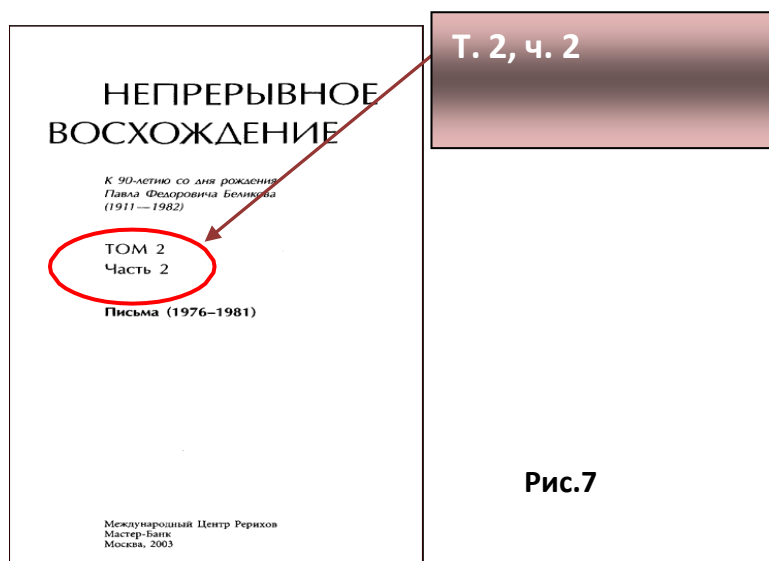 Т. 2, ч. 2
НЕПРЕРЫВНОЕ
ВОСХОЖДЕНИЕ
К 90-летию со дня рождения
Павла Федоровича Беликова
(1911—1982)
ТОМ 2
Часть 2
Письма (1976–1981)
Рис.7
Международный Центр Рерихов
Мастер-Банк
Москва, 2003